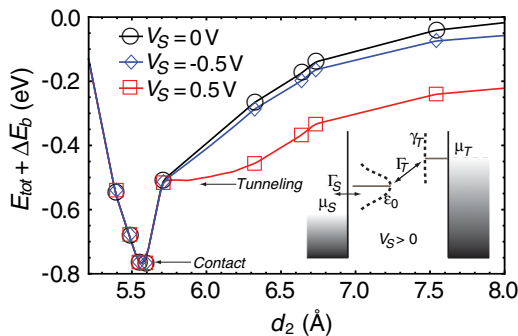 0.0
-0.2
-0.4
-0.6
-0.8
E_tot + ΔE_b (eV)
V_S = 0 V
V_S = -0.5 V
V_S = 0.5 V
Tunneling
Contact
γ_T
μ_T
Γ_T
Γ_S
μ_S
ε_0
V_S > 0
5.5 6.0 6.5 7.0 7.5 8.0
d_2 (Å)